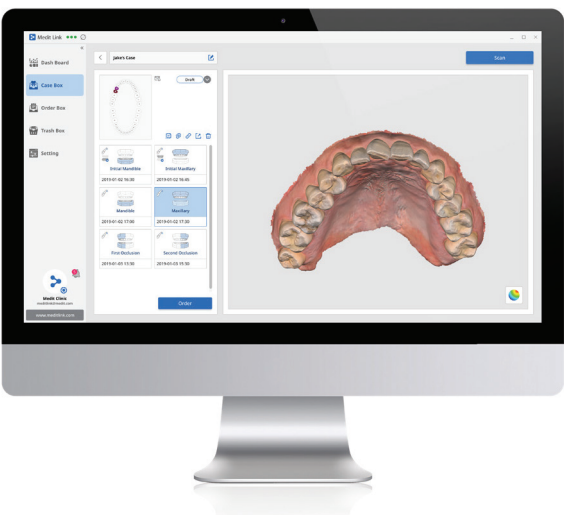 Medit Link
Dash Board
Case Box
Order Box
Trash Box
Setting
Medit Clinic
www.meditlink.com
Jake's Case
Draft
Initial Mandible
2019-01-02 16:30
Initial Maxillary
2019-01-02 16:45
Mandible
2019-01-02 17:00
Maxillary
2019-01-02 17:30
First Occlusion
2019-01-03 13:30
Second Occlusion
2019-01-03 15:30
Order
Scan